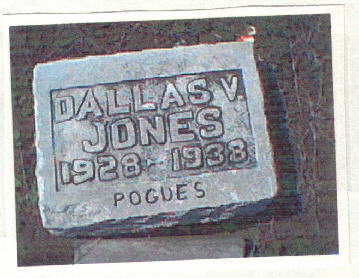 DALLAS V.
JONES
1928 - 1938
POGUES